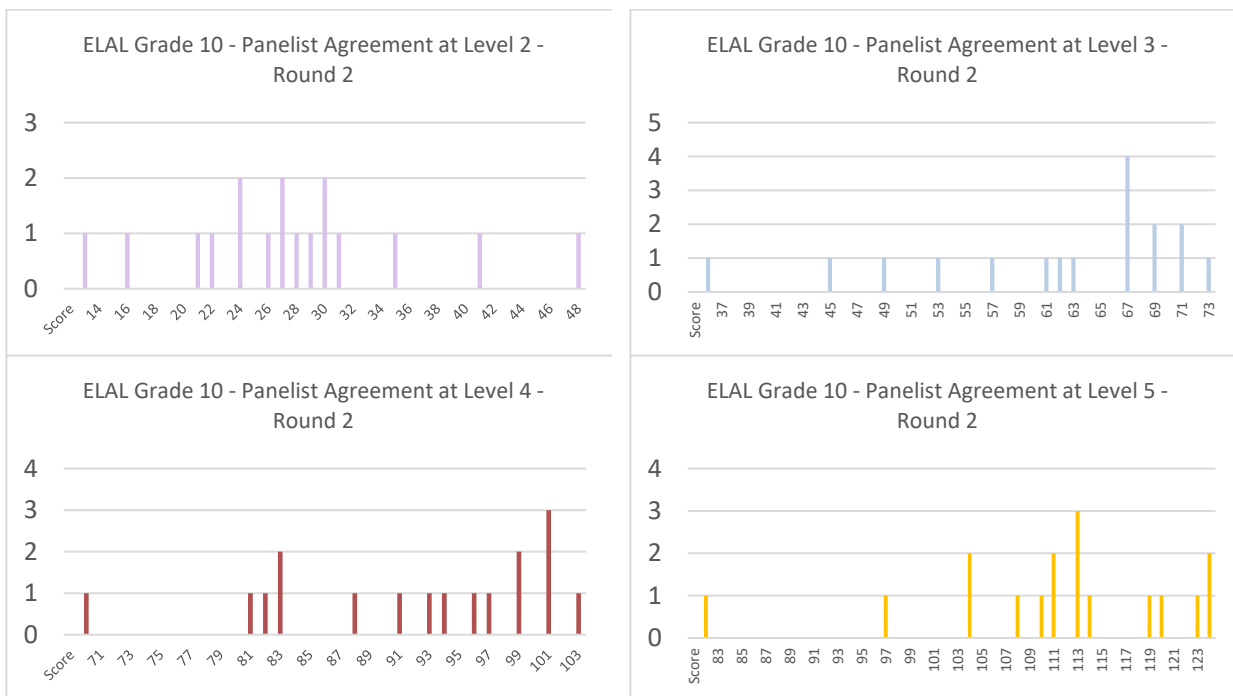 ELAL Grade 10 - Panelist Agreement at Level 2 -
Round 2
3
2
1
0
Score 14 16 18 20 22 24 26 28 30 32 34 36 38 40 42 44 46 48
ELAL Grade 10 - Panelist Agreement at Level 3 -
Round 2
5
4
3
2
1
0
Score 37 39 41 43 45 47 49 51 53 55 57 59 61 63 65 67 69 71 73
ELAL Grade 10 - Panelist Agreement at Level 4 -
Round 2
4
3
2
1
0
Score 71 73 75 77 79 81 83 85 87 89 91 93 95 97 99 101 103
ELAL Grade 10 - Panelist Agreement at Level 5 -
Round 2
4
3
2
1
0
Score 83 85 87 89 91 93 95 97 99 101 103 105 107 109 111 113 115 117 119 121 123